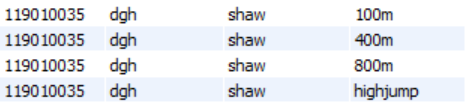 119010035 dgh shaw 100m
119010035 dgh shaw 400m
119010035 dgh shaw 800m
119010035 dgh shaw highjump